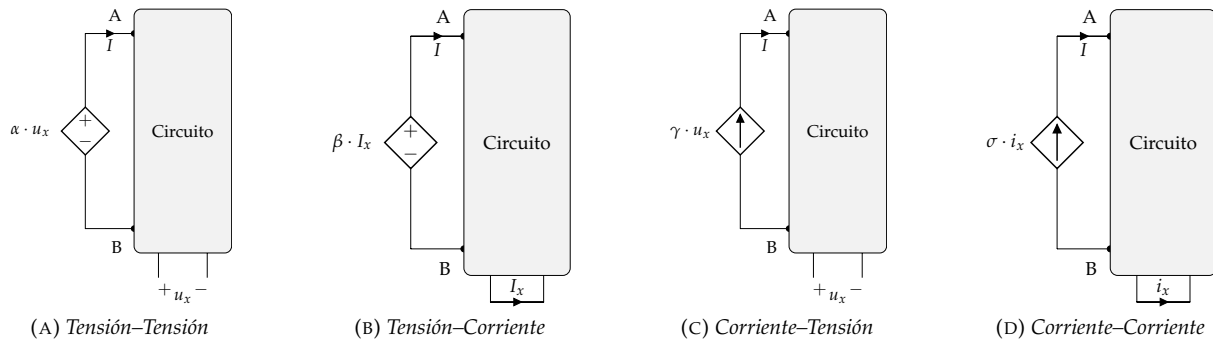 A
I
α · u_x
+
−
Circuito
B
+ u_x −
(A) Tensión–Tensión
A
I
β · I_x
+
−
Circuito
B
I_x
(B) Tensión–Corriente
A
I
γ · u_x
Circuito
B
+ u_x −
(C) Corriente–Tensión
A
I
σ · i_x
Circuito
B
i_x
(D) Corriente–Corriente